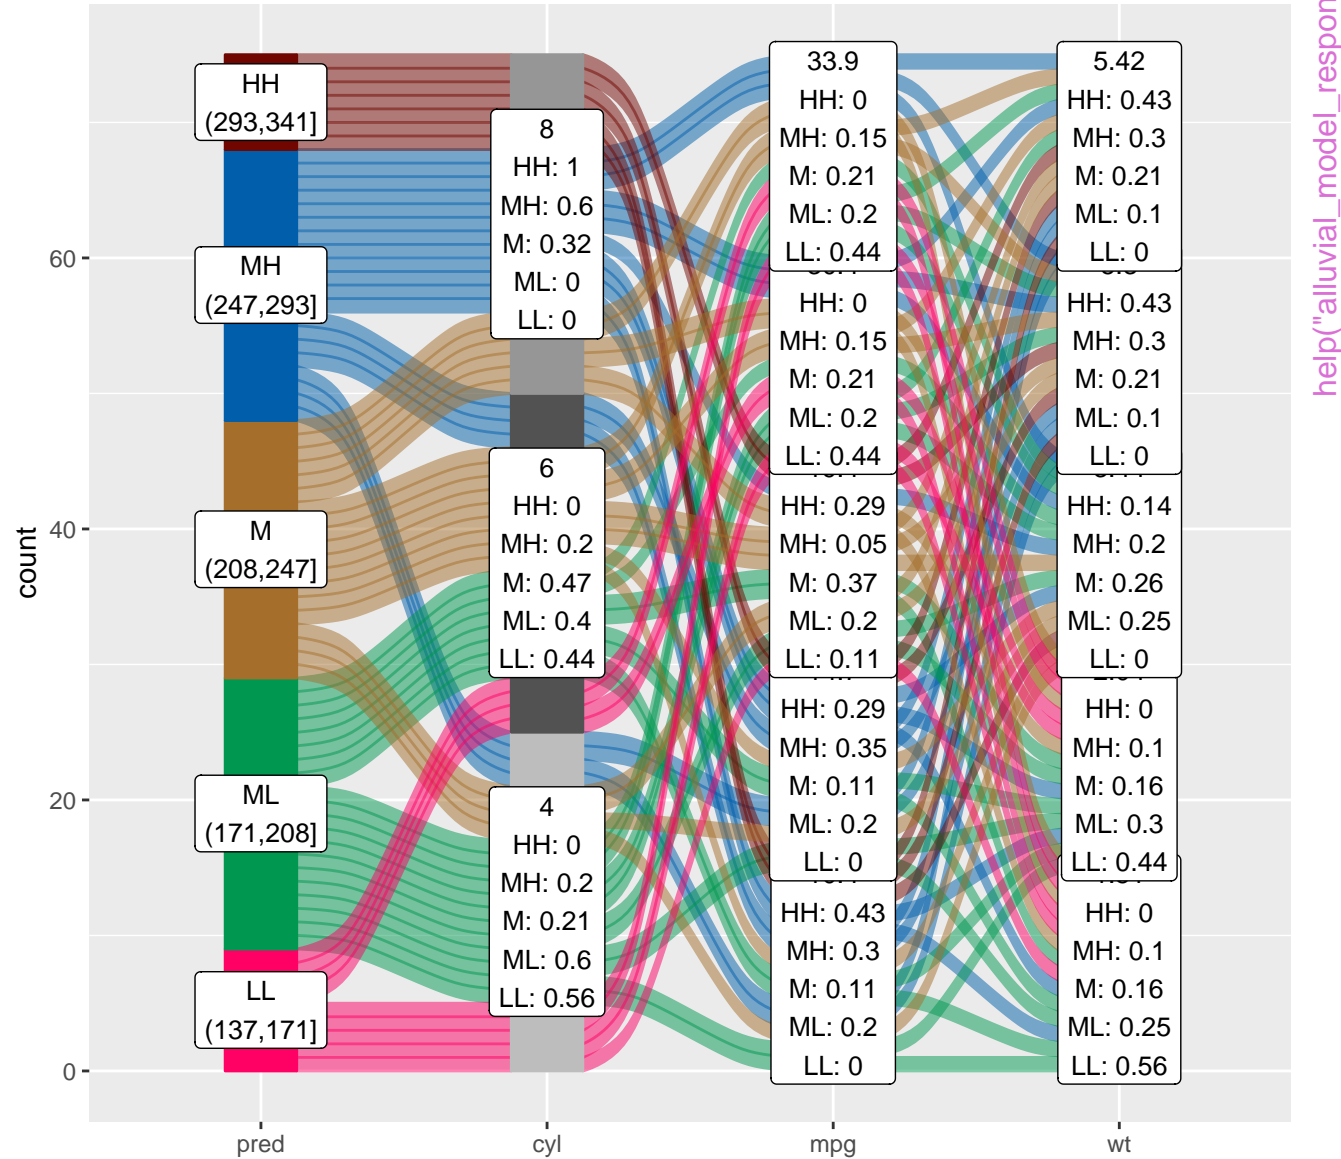 count
60
40
20
0
HH
(293,341]
MH
(247,293]
M
(208,247]
ML
(171,208]
LL
(137,171]
8
HH: 1
MH: 0.6
M: 0.32
ML: 0
LL: 0
6
HH: 0
MH: 0.2
M: 0.47
ML: 0.4
LL: 0.44
4
HH: 0
MH: 0.2
M: 0.21
ML: 0.6
LL: 0.56
33.9
HH: 0
MH: 0.15
M: 0.21
ML: 0.2
LL: 0.44
HH: 0
MH: 0.15
M: 0.21
ML: 0.2
LL: 0.44
HH: 0.29
MH: 0.05
M: 0.37
ML: 0.2
LL: 0.11
HH: 0.29
MH: 0.35
M: 0.11
ML: 0.2
LL: 0
HH: 0.43
MH: 0.3
M: 0.11
ML: 0.2
LL: 0
5.42
HH: 0.43
MH: 0.3
M: 0.21
ML: 0.1
LL: 0
HH: 0.43
MH: 0.3
M: 0.21
ML: 0.1
LL: 0
HH: 0.14
MH: 0.2
M: 0.26
ML: 0.25
LL: 0
HH: 0
MH: 0.1
M: 0.16
ML: 0.3
LL: 0.44
HH: 0
MH: 0.1
M: 0.16
ML: 0.25
LL: 0.56
pred
cyl
mpg
wt
help("alluvial_model_respon